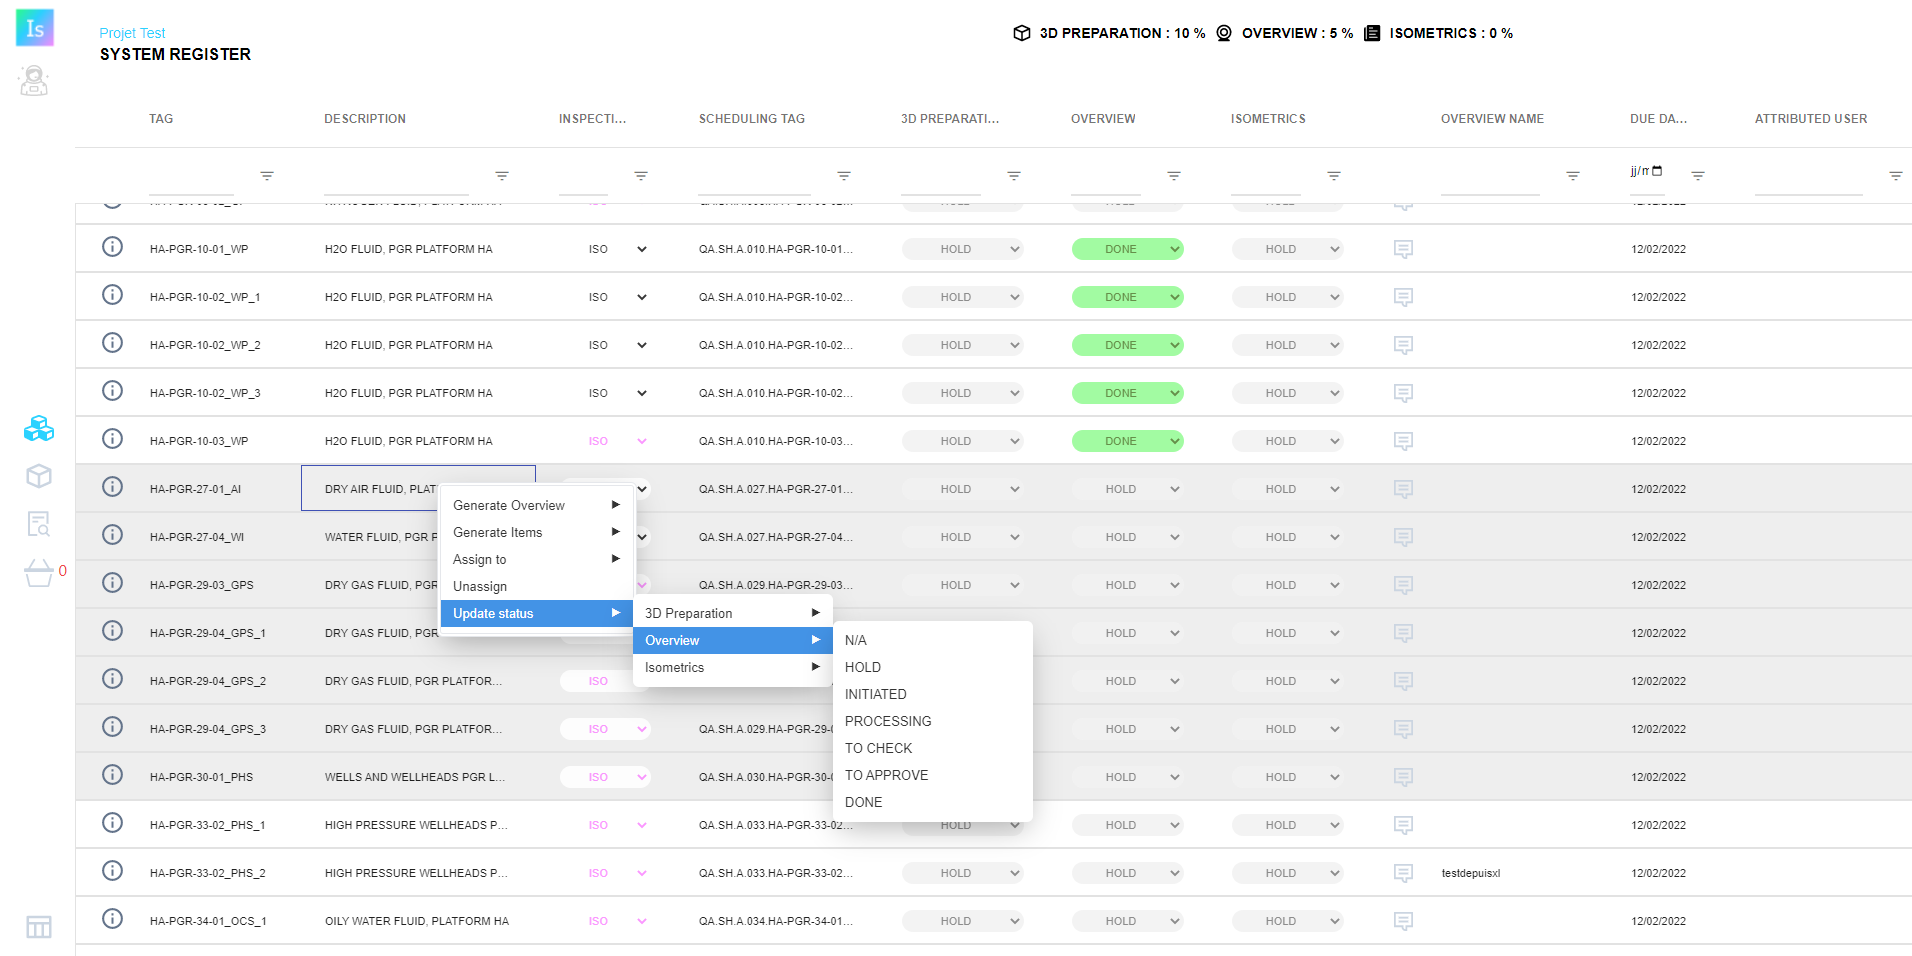 Is
Projet Test
SYSTEM REGISTER
3D PREPARATION : 10 % OVERVIEW : 5 % ISOMETRICS : 0 %
TAG DESCRIPTION INSPECTI... SCHEDULING TAG 3D PREPARATI... OVERVIEW ISOMETRICS OVERVIEW NAME DUE DA... ATTRIBUTED USER
jj/m
HA-PGR-10-01_WP H2O FLUID, PGR PLATFORM HA ISO QA.SH.A.010.HA-PGR-10-01... HOLD DONE HOLD 12/02/2022
HA-PGR-10-02_WP_1 H2O FLUID, PGR PLATFORM HA ISO QA.SH.A.010.HA-PGR-10-02... HOLD DONE HOLD 12/02/2022
HA-PGR-10-02_WP_2 H2O FLUID, PGR PLATFORM HA ISO QA.SH.A.010.HA-PGR-10-02... HOLD DONE HOLD 12/02/2022
HA-PGR-10-02_WP_3 H2O FLUID, PGR PLATFORM HA ISO QA.SH.A.010.HA-PGR-10-02... HOLD DONE HOLD 12/02/2022
HA-PGR-10-03_WP H2O FLUID, PGR PLATFORM HA ISO QA.SH.A.010.HA-PGR-10-03... HOLD DONE HOLD 12/02/2022
HA-PGR-27-01_AI DRY AIR FLUID, PLAT QA.SH.A.027.HA-PGR-27-01... HOLD HOLD HOLD 12/02/2022
HA-PGR-27-04_WI WATER FLUID, PGR P QA.SH.A.027.HA-PGR-27-04... HOLD HOLD HOLD 12/02/2022
HA-PGR-29-03_GPS DRY GAS FLUID, PGR QA.SH.A.029.HA-PGR-29-03... HOLD HOLD HOLD 12/02/2022
HA-PGR-29-04_GPS_1 DRY GAS FLUID, PGR HOLD HOLD 12/02/2022
HA-PGR-29-04_GPS_2 DRY GAS FLUID, PGR PLATFOR... ISO HOLD HOLD 12/02/2022
HA-PGR-29-04_GPS_3 DRY GAS FLUID, PGR PLATFOR... ISO QA.SH.A.029.HA-PGR-29-0 HOLD HOLD 12/02/2022
HA-PGR-30-01_PHS WELLS AND WELLHEADS PGR L... ISO QA.SH.A.030.HA-PGR-30-0 HOLD HOLD 12/02/2022
HA-PGR-33-02_PHS_1 HIGH PRESSURE WELLHEADS P... ISO QA.SH.A.033.HA-PGR-33-02... HOLD HOLD HOLD 12/02/2022
HA-PGR-33-02_PHS_2 HIGH PRESSURE WELLHEADS P... ISO QA.SH.A.033.HA-PGR-33-02... HOLD HOLD HOLD testdepuisxl 12/02/2022
HA-PGR-34-01_OCS_1 OILY WATER FLUID, PLATFORM HA ISO QA.SH.A.034.HA-PGR-34-01... HOLD HOLD HOLD 12/02/2022
Generate Overview
Generate Items
Assign to
Unassign
Update status
3D Preparation
Overview
Isometrics
N/A
HOLD
INITIATED
PROCESSING
TO CHECK
TO APPROVE
DONE
0